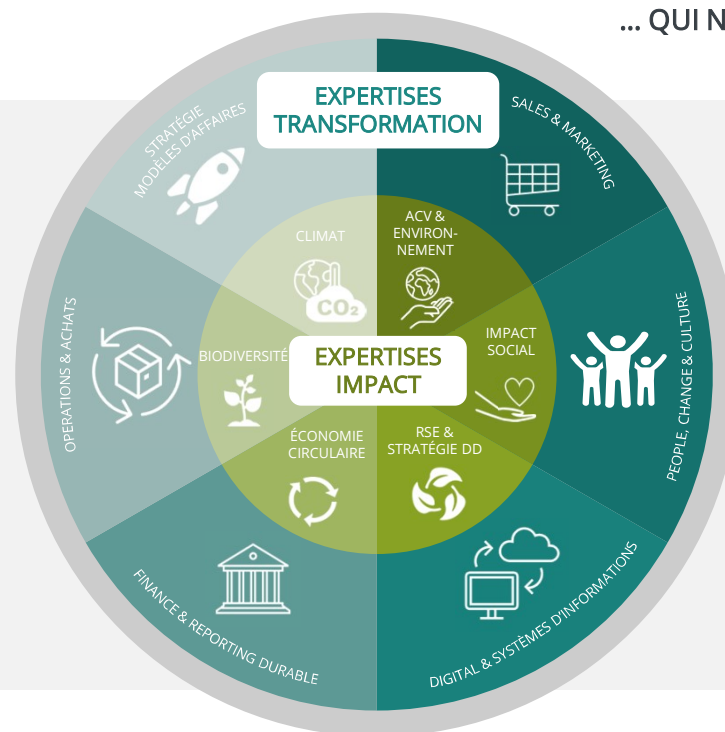 ... QUI N
EXPERTISES
TRANSFORMATION
STRATÉGIE
MODÈLES D'AFFAIRES
SALES & MARKETING
CLIMAT
CO₂
ACV &
ENVIRON-
NEMENT
OPERATIONS & ACHATS
BIODIVERSITÉ
EXPERTISES
IMPACT
IMPACT
SOCIAL
PEOPLE, CHANGE & CULTURE
ÉCONOMIE
CIRCULAIRE
RSE &
STRATÉGIE DD
FINANCE & REPORTING DURABLE
DIGITAL & SYSTÈMES D'INFORMATIONS